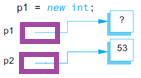 p1 = new int;
p1
?
p2
53